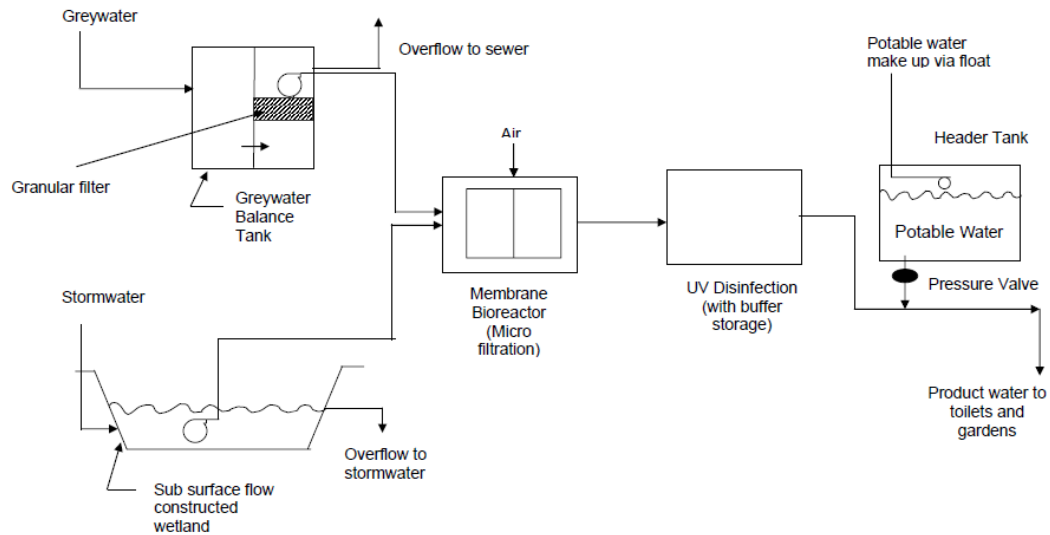 Greywater
Overflow to sewer
Granular filter
Greywater
Balance
Tank
Air
Potable water
make up via float
Header Tank
Potable Water
Pressure Valve
Membrane
Bioreactor
(Micro
filtration)
UV Disinfection
(with buffer
storage)
Stormwater
Overflow to
stormwater
Sub surface flow
constructed
wetland
Product water to
toilets and
gardens